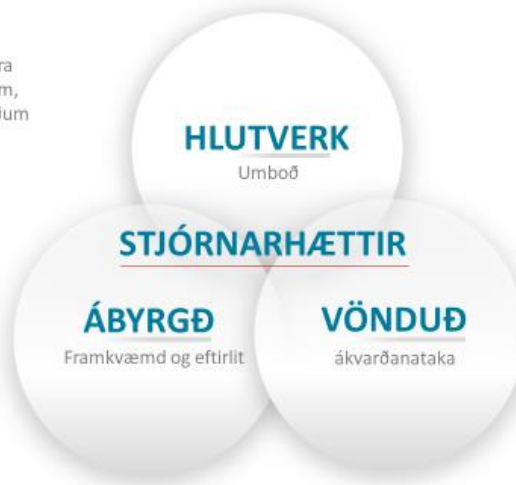 HLUTVERK
Umboð
STJÓRNARHÆTTIR
ÁBYRGÐ
Framkvæmd og eftirlit
VÖNDUÐ
ákvarðanataka